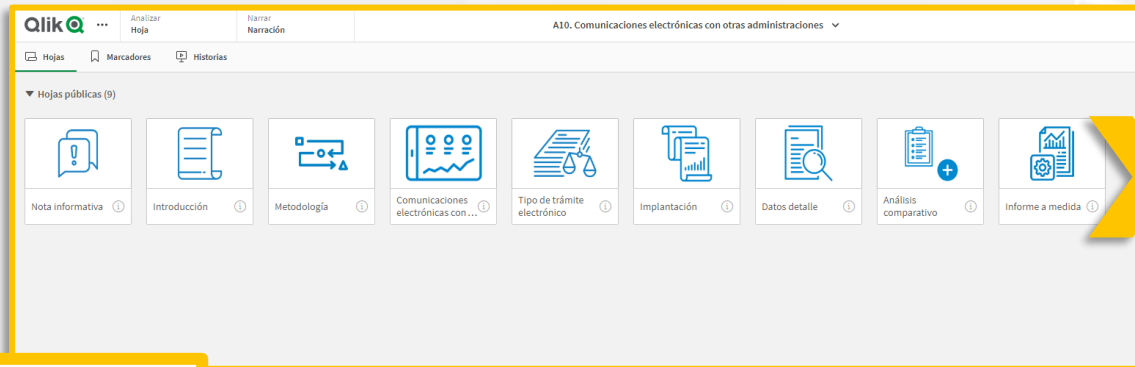 Qlik
Analizar
Hoja
Narrar
Narración
A10. Comunicaciones electrónicas con otras administraciones
Hojas
Marcadores
Historias
Hojas públicas (9)
Nota informativa
Introducción
Metodología
Comunicaciones
electrónicas con ...
Tipo de trámite
electrónico
Implantación
Datos detalle
Análisis
comparativo
Informe a medida